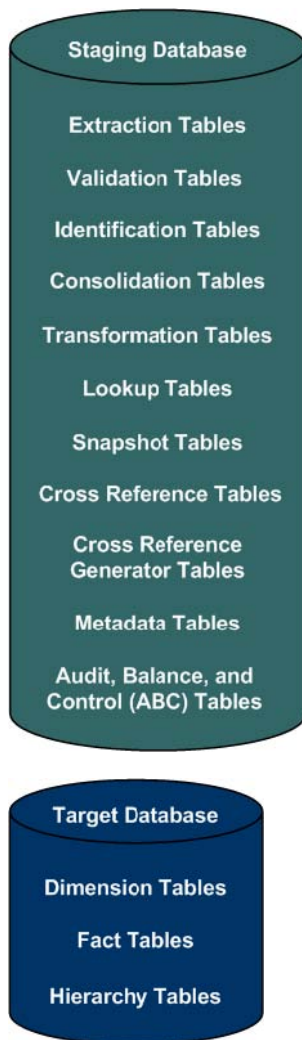 Staging Database
Extraction Tables
Validation Tables
Identification Tables
Consolidation Tables
Transformation Tables
Lookup Tables
Snapshot Tables
Cross Reference Tables
Cross Reference
Generator Tables
Metadata Tables
Audit, Balance, and
Control (ABC) Tables
Target Database
Dimension Tables
Fact Tables
Hierarchy Tables